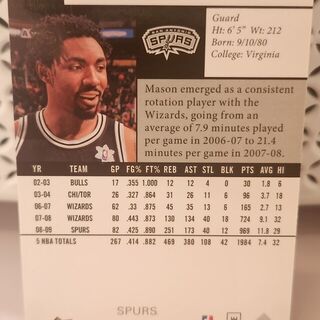 SAN ANTONIO
SPURS
Guard
Ht: 6' 5" Wt: 212
Born: 9/10/80
College: Virginia
Mason emerged as a consistent
rotation player with the
Wizards, going from an
average of 7.9 minutes played
per game in 2006-07 to 21.4
minutes in 2007-08.
YR TEAM GP FG% FT% REB AST STL BLK PTS AVG HI
02-03 BULLS 17 .355 1.000 12 12 4 0 30 1.8 6
03-04 CHI/TOR 26 .327 .864 31 25 11 6 96 3.7 18
06-07 WIZARDS 62 .33 .875 45 35 13 6 165 2.7 13
07-08 WIZARDS 80 .443 .873 130 134 40 18 724 9.1 32
08-09 SPURS 82 .425 .890 251 173 40 12 969 11.8 29
5 NBA TOTALS 267 .414 .882 469 380 108 42 1984 7.4 32
SPURS